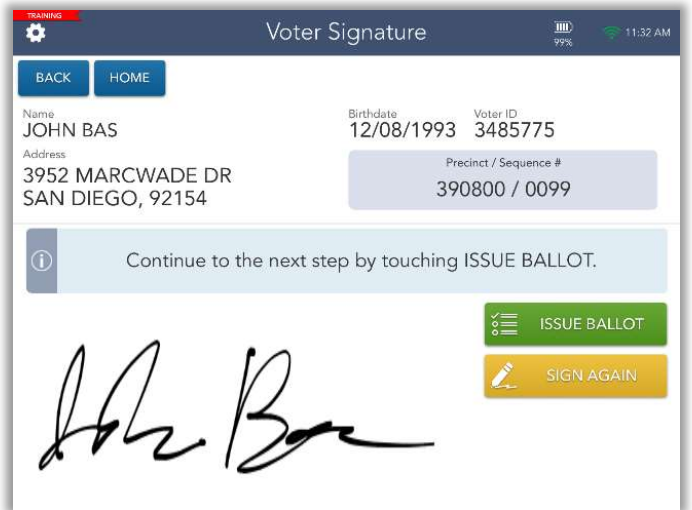 TRAINING
Voter Signature
99%
11:32 AM
BACK HOME
Name
JOHN BAS
Birthdate
12/08/1993
Voter ID
3485775
Address
3952 MARCWADE DR
SAN DIEGO, 92154
Precinct / Sequence #
390800 / 0099
Continue to the next step by touching ISSUE BALLOT.
ISSUE BALLOT
SIGN AGAIN
John Bas